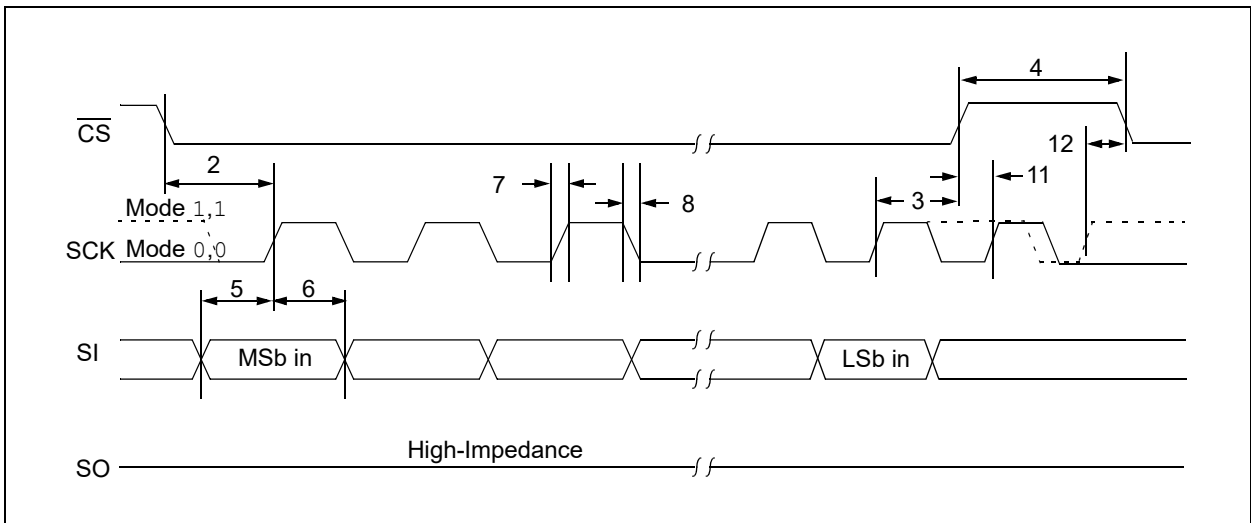 4
CS
12
2
11
7
8
3
Mode 1,1
SCK Mode 0,0
5
6
SI
MSb in
LSb in
High-Impedance
SO